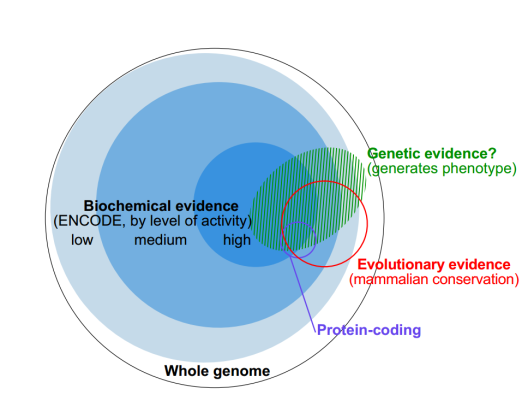 Genetic evidence?
(generates phenotype)
Biochemical evidence
(ENCODE, by level of activity)
low medium high
Evolutionary evidence
(mammalian conservation)
Protein-coding
Whole genome